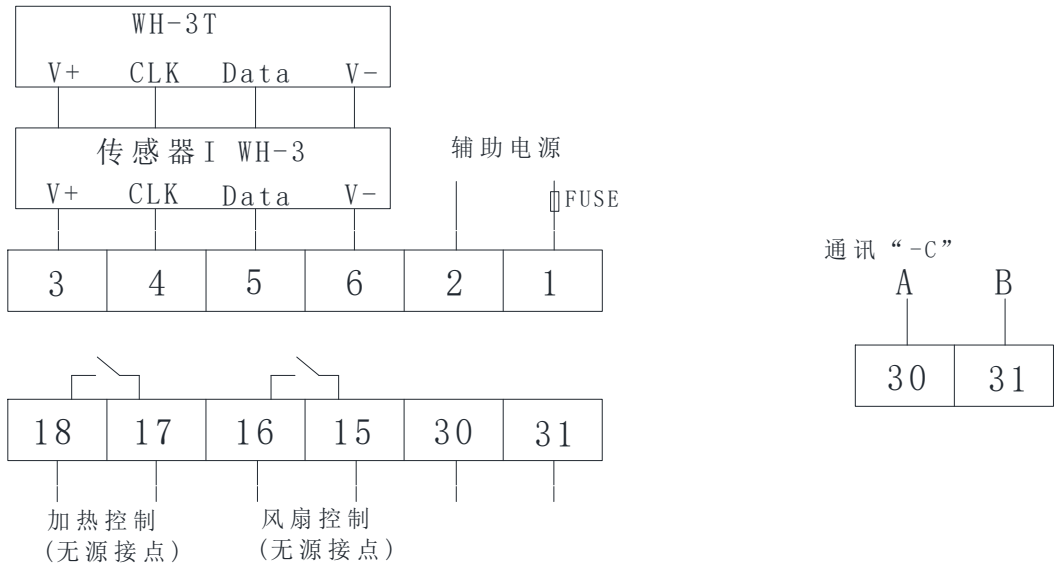 WH-3T
V+ CLK Data V-
传感器I WH-3
V+ CLK Data V-
辅助电源
FUSE
3 4 5 6 2 1
通讯“-C”
A B
30 31
18 17 16 15 30 31
加热控制
(无源接点)
风扇控制
(无源接点)